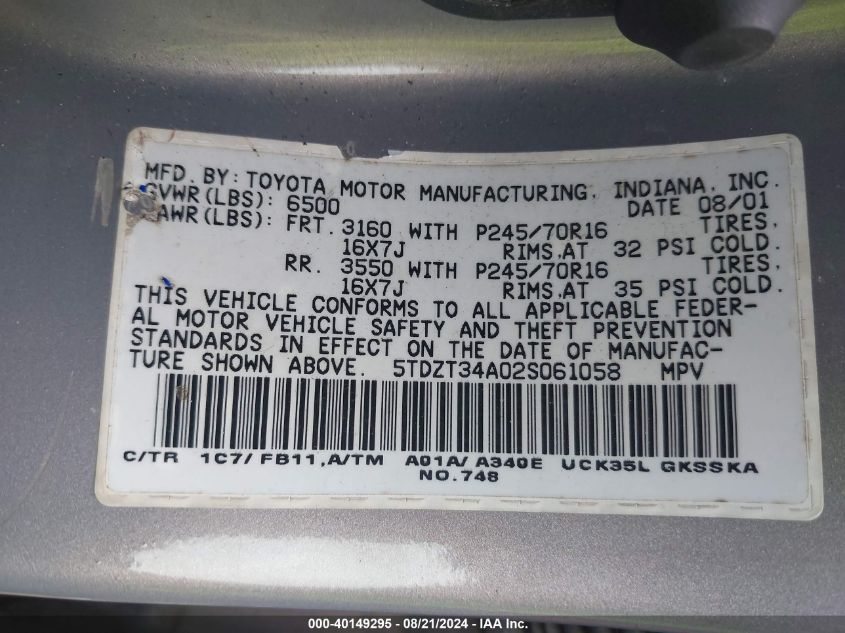 MFD. BY: TOYOTA MOTOR MANUFACTURING, INDIANA, INC.
GVWR(LBS): 6500 DATE 08/01
GAWR(LBS): FRT. 3160 WITH P245/70R16 TIRES,
16X7J RIMS,AT 32 PSI COLD.
RR. 3550 WITH P245/70R16 TIRES,
16X7J RIMS,AT 35 PSI COLD.
THIS VEHICLE CONFORMS TO ALL APPLICABLE FEDER-
AL MOTOR VEHICLE SAFETY AND THEFT PREVENTION
STANDARDS IN EFFECT ON THE DATE OF MANUFAC-
TURE SHOWN ABOVE. 5TDZT34A02S061058 MPV
C/TR 1C7/FB11,A/TM A01A/A340E UCK35L GKSSKA
NO.748
000-40149295 - 08/21/2024 - IAA Inc.